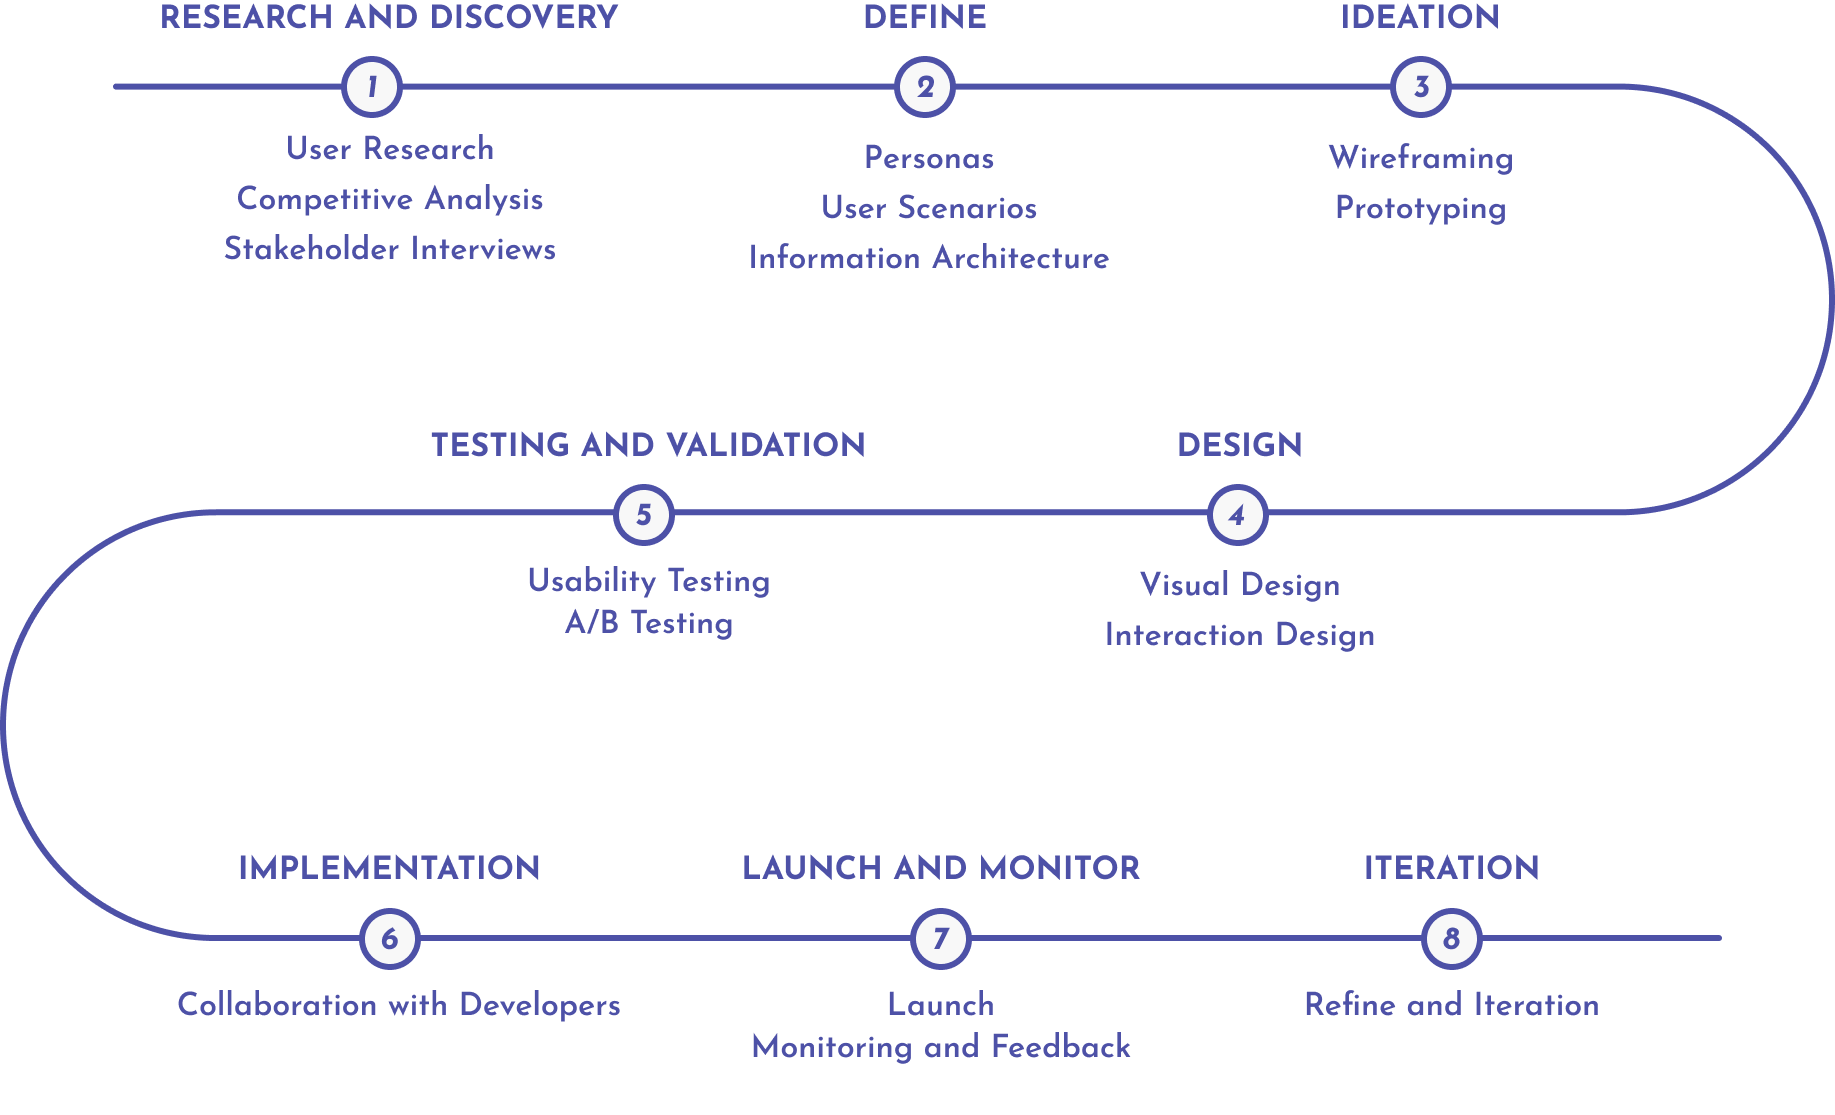 RESEARCH AND DISCOVERY
1
User Research
Competitive Analysis
Stakeholder Interviews
DEFINE
2
Personas
User Scenarios
Information Architecture
IDEATION
3
Wireframing
Prototyping
DESIGN
4
Visual Design
Interaction Design
TESTING AND VALIDATION
5
Usability Testing
A/B Testing
IMPLEMENTATION
6
Collaboration with Developers
LAUNCH AND MONITOR
7
Launch
Monitoring and Feedback
ITERATION
8
Refine and Iteration